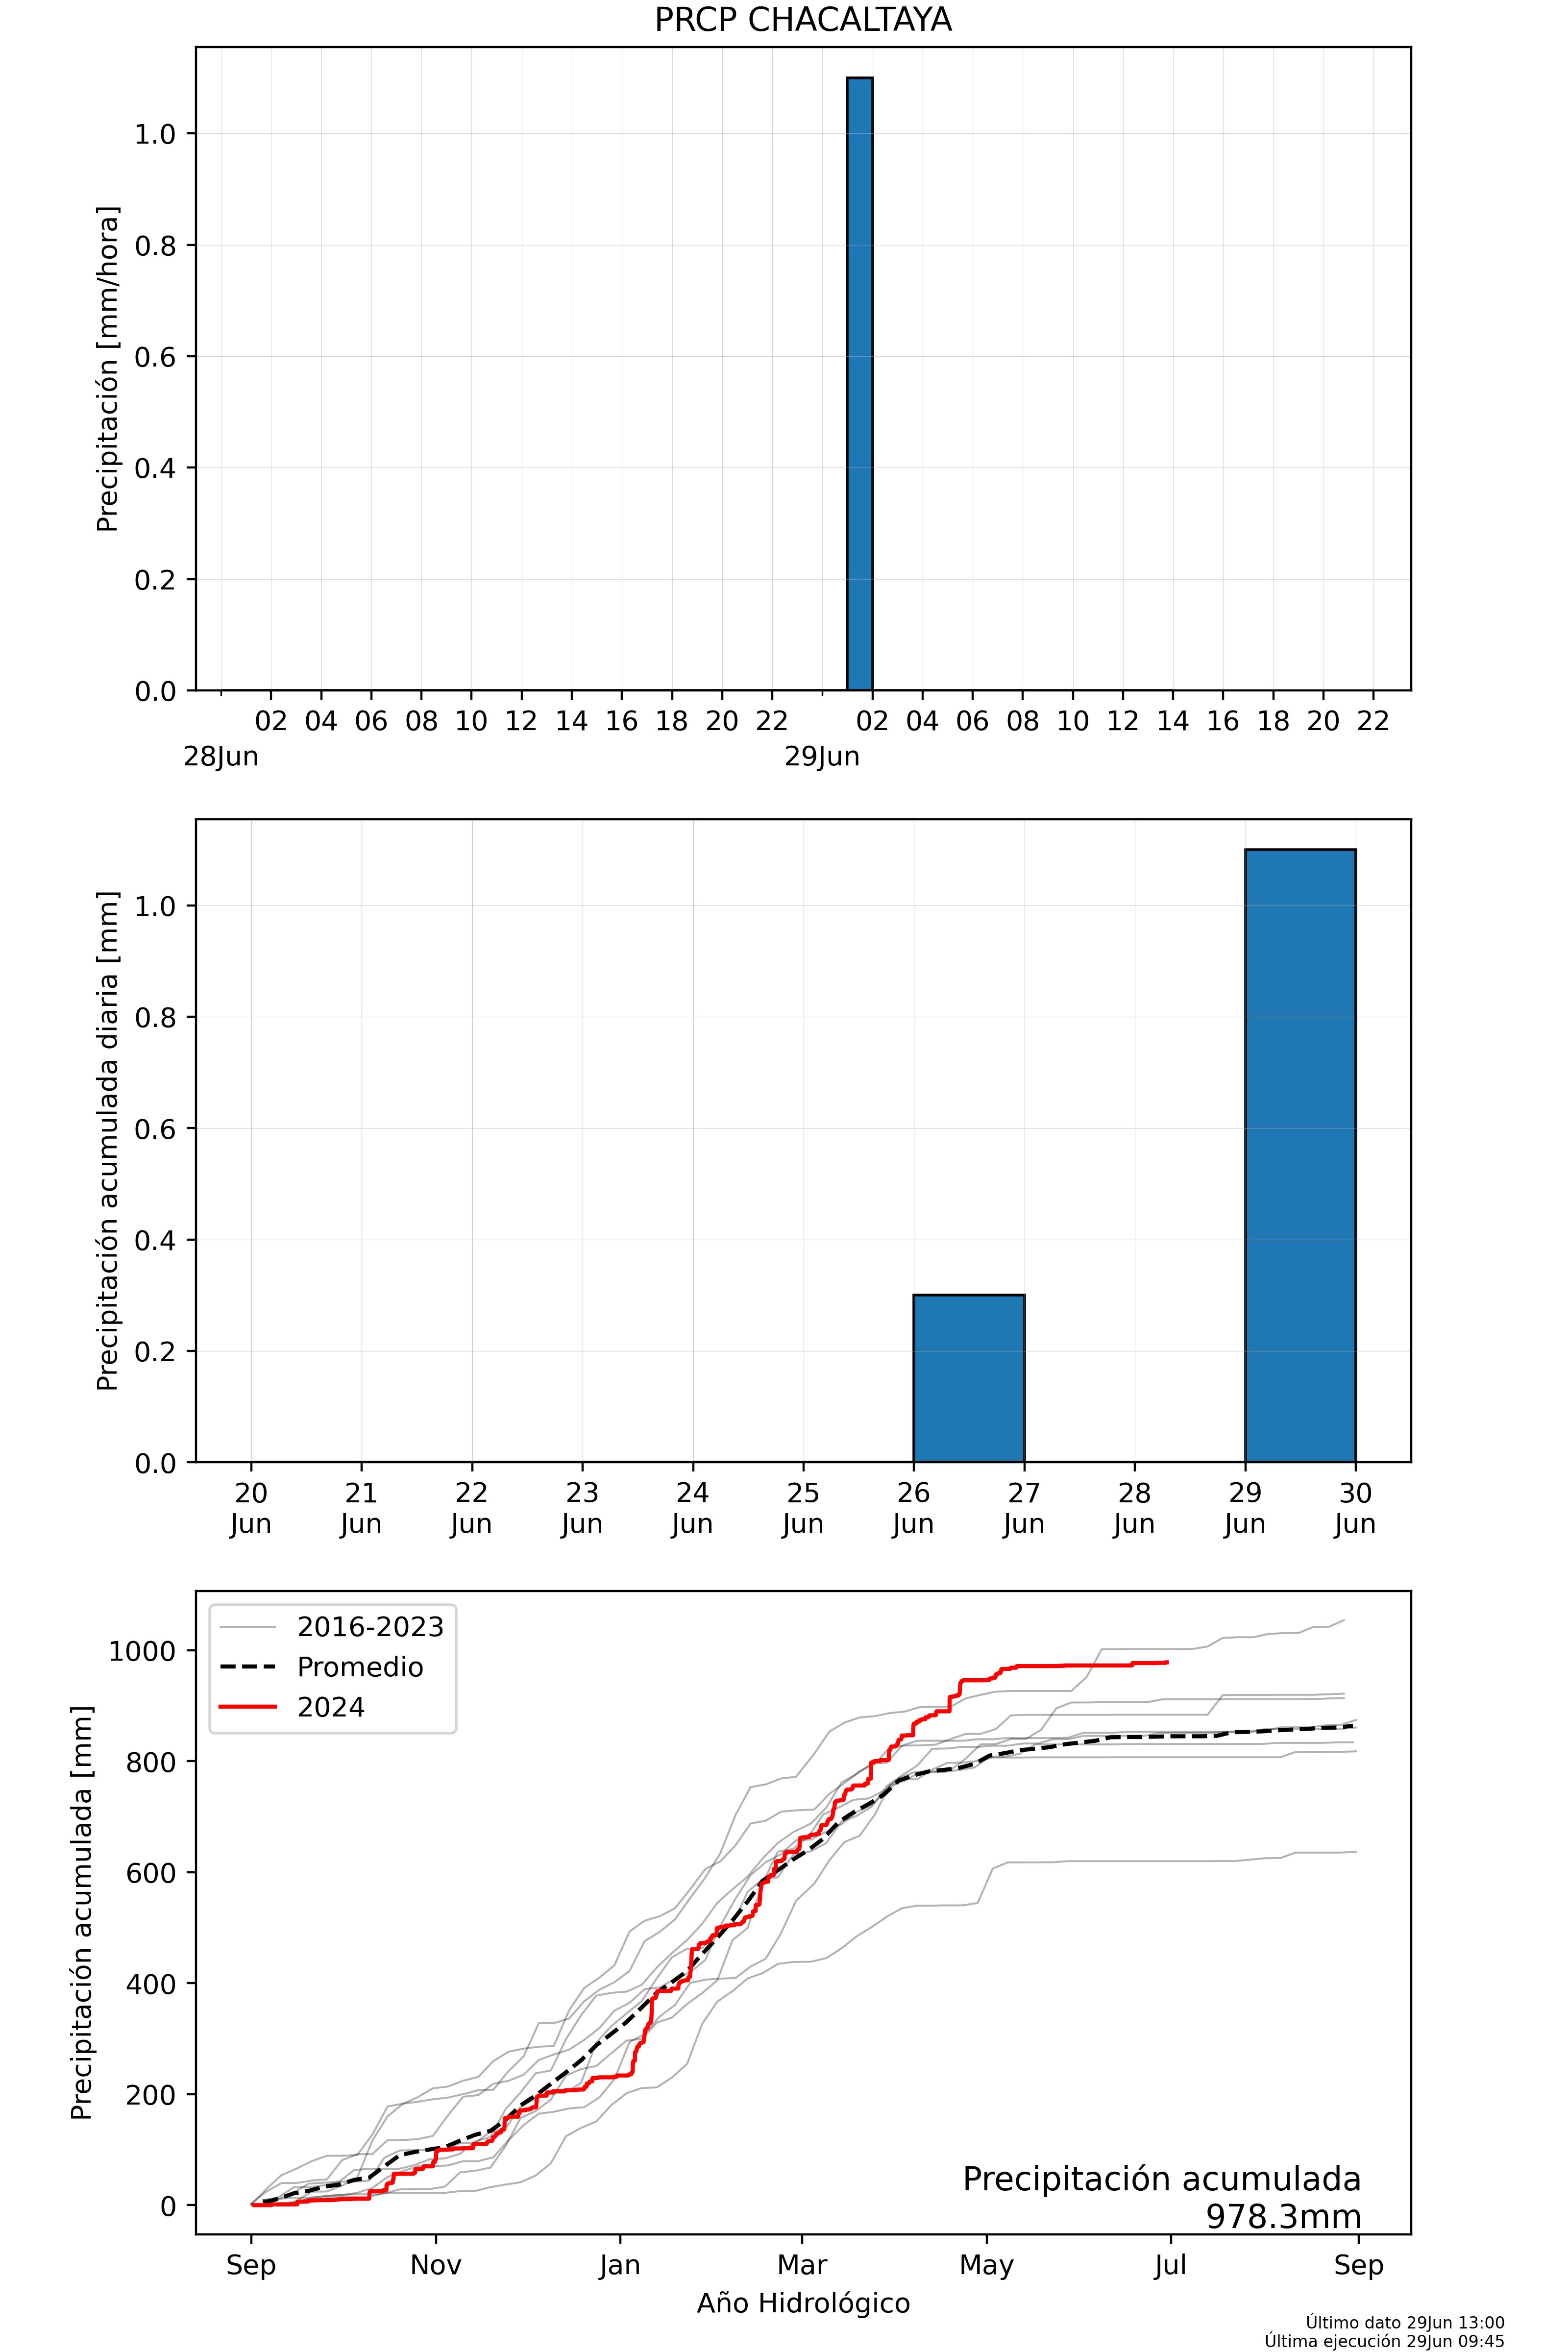 PRCP CHACALTAYA
Precipitación [mm/hora]
1.0
0.8
0.6
0.4
0.2
0.0
02 04 06 08 10 12 14 16 18 20 22 02 04 06 08 10 12 14 16 18 20 22
28Jun 29Jun
Precipitación acumulada diaria [mm]
1.0
0.8
0.6
0.4
0.2
0.0
20 21 22 23 24 25 26 27 28 29 30
Jun Jun Jun Jun Jun Jun Jun Jun Jun Jun Jun
Precipitación acumulada [mm]
1000
800
600
400
200
0
2016-2023
Promedio
2024
Precipitación acumulada
978.3mm
Sep Nov Jan Mar May Jul Sep
Año Hidrológico
Último dato 29Jun 13:00
Última ejecución 29Jun 09:45